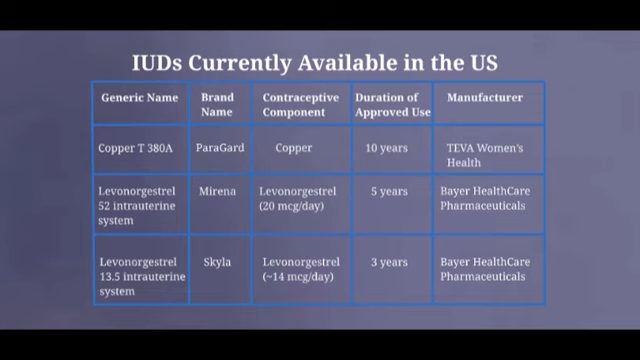 IUDs Currently Available in the US
Generic Name
Brand
Name
Contraceptive
Component
Duration of
Approved Use
Manufacturer
Copper T 380A
ParaGard
Copper
10 years
TEVA Women's
Health
Levonorgestrel
52 intrauterine
system
Mirena
Levonorgestrel
(20 mcg/day)
5 years
Bayer HealthCare
Pharmaceuticals
Levonorgestrel
13.5 intrauterine
system
Skyla
Levonorgestrel
(~14 mcg/day)
3 years
Bayer HealthCare
Pharmaceuticals